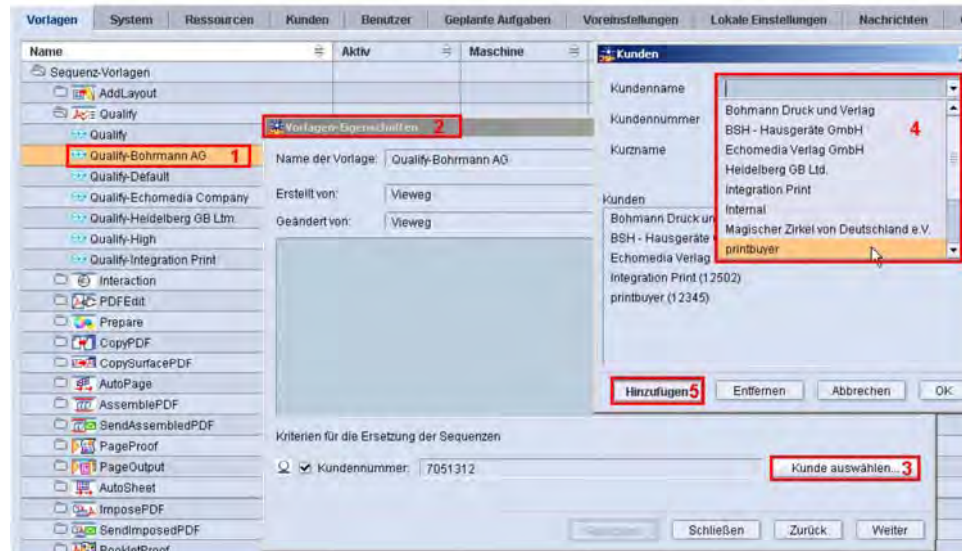 Vorlagen System Ressourcen Kunden Benutzer Geplante Aufgaben Voreinstellungen Lokale Einstellungen Nachrichten
Name Aktiv Maschine
Sequenz-Vorlagen
AddLayout
Qualify
Qualify
Qualify-Bohrmann AG 1
Qualify-Default
Qualify-Echomedia Company
Qualify-Heidelberg GB Ltm.
Qualify-High
Qualify-Integration Print
Interaction
PDFEdit
Prepare
CopyPDF
CopySurfacePDF
AutoPage
AssemblePDF
SendAssembledPDF
PageProof
PageOutput
AutoSheet
ImposePDF
SendImposedPDF
BookletProof
Vorlagen-Eigenschaften 2
Name der Vorlage: Qualify-Bohrmann AG
Erstellt von: Vieweg
Geändert von: Vieweg
Kriterien für die Ersetzung der Sequenzen
Kundennummer: 7051312 Kunde auswählen... 3
Schließen Zurück Weiter
Kunden
Kundenname
Kundennummer
Kurzname
Bohmann Druck und Verlag
BSH - Hausgeräte GmbH 4
Echomedia Verlag GmbH
Heidelberg GB Ltd.
Integration Print
Internal
Magischer Zirkel von Deutschland e.V.
printbuyer
Kunden
Bohmann Druck un
BSH - Hausgeräte
Echomedia Verlag
Integration Print (12502)
printbuyer (12345)
Hinzufügen 5 Entfernen Abbrechen OK